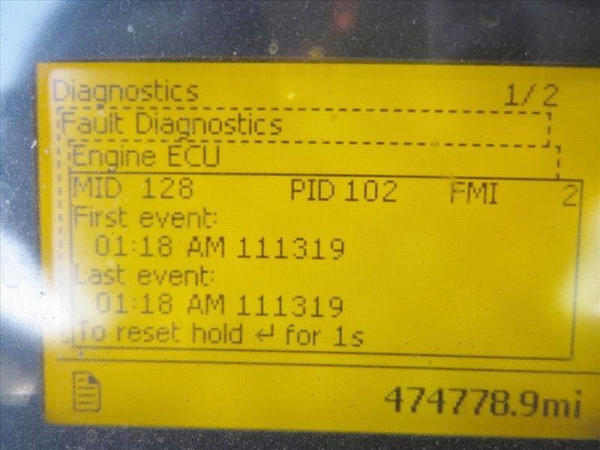 Diagnostics 1/2
Fault Diagnostics
Engine ECU
MID 128 PID 102 FMI 2
First event:
01:18 AM 111319
Last event:
01:18 AM 111319
To reset hold ↵ for 1s
474778.9mi